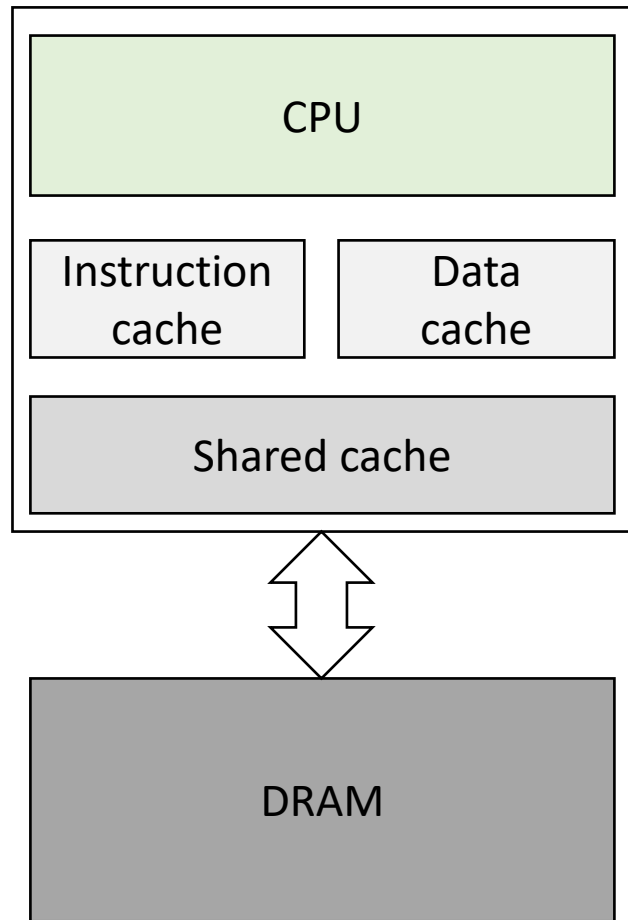 CPU
Instruction
cache
Data
cache
Shared cache
DRAM